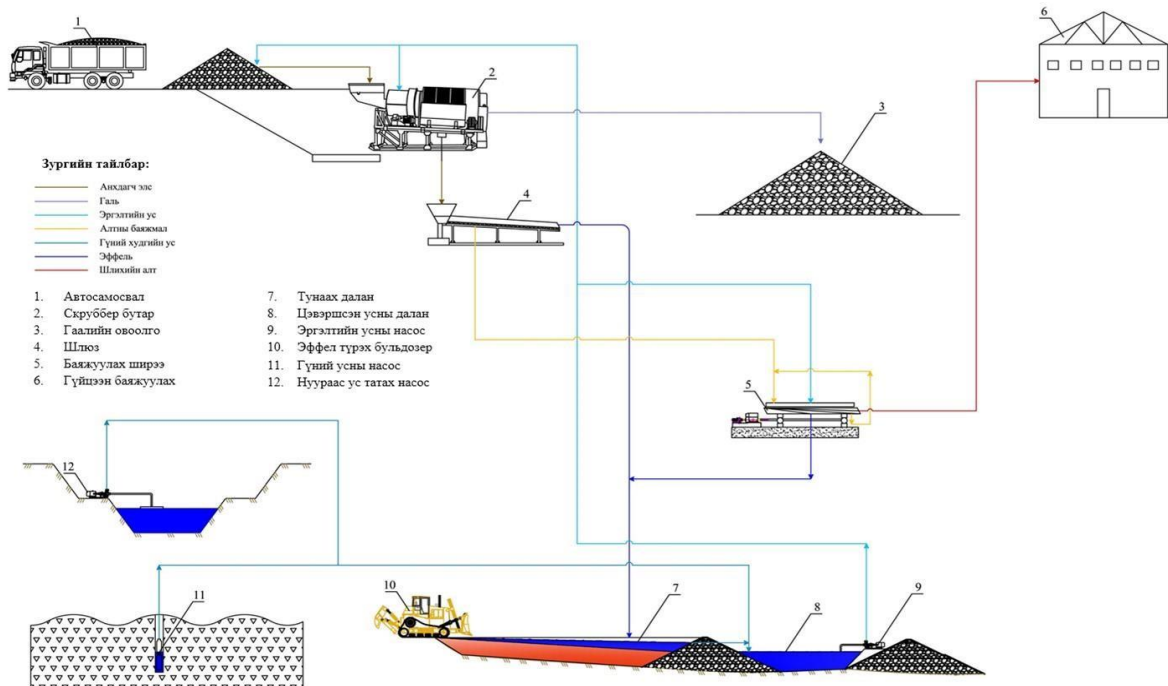 1
2
3
4
5
6
Зургийн тайлбар:
Анхдагч элс
Галь
Эргэлтийн ус
Алтны баяжмал
Гүний худгийн ус
Эффель
Шлихийн алт
1. Автосамосвал
2. Скруббер бутар
3. Гаалийн овоолго
4. Шлюз
5. Баяжуулах ширээ
6. Гүйцээн баяжуулах
7. Тунаах далан
8. Цэвэршсэн усны далан
9. Эргэлтийн усны насос
10. Эффел түрэх бульдозер
11. Гүний усны насос
12. Нуураас ус татах насос
12
11
10
7
8
9